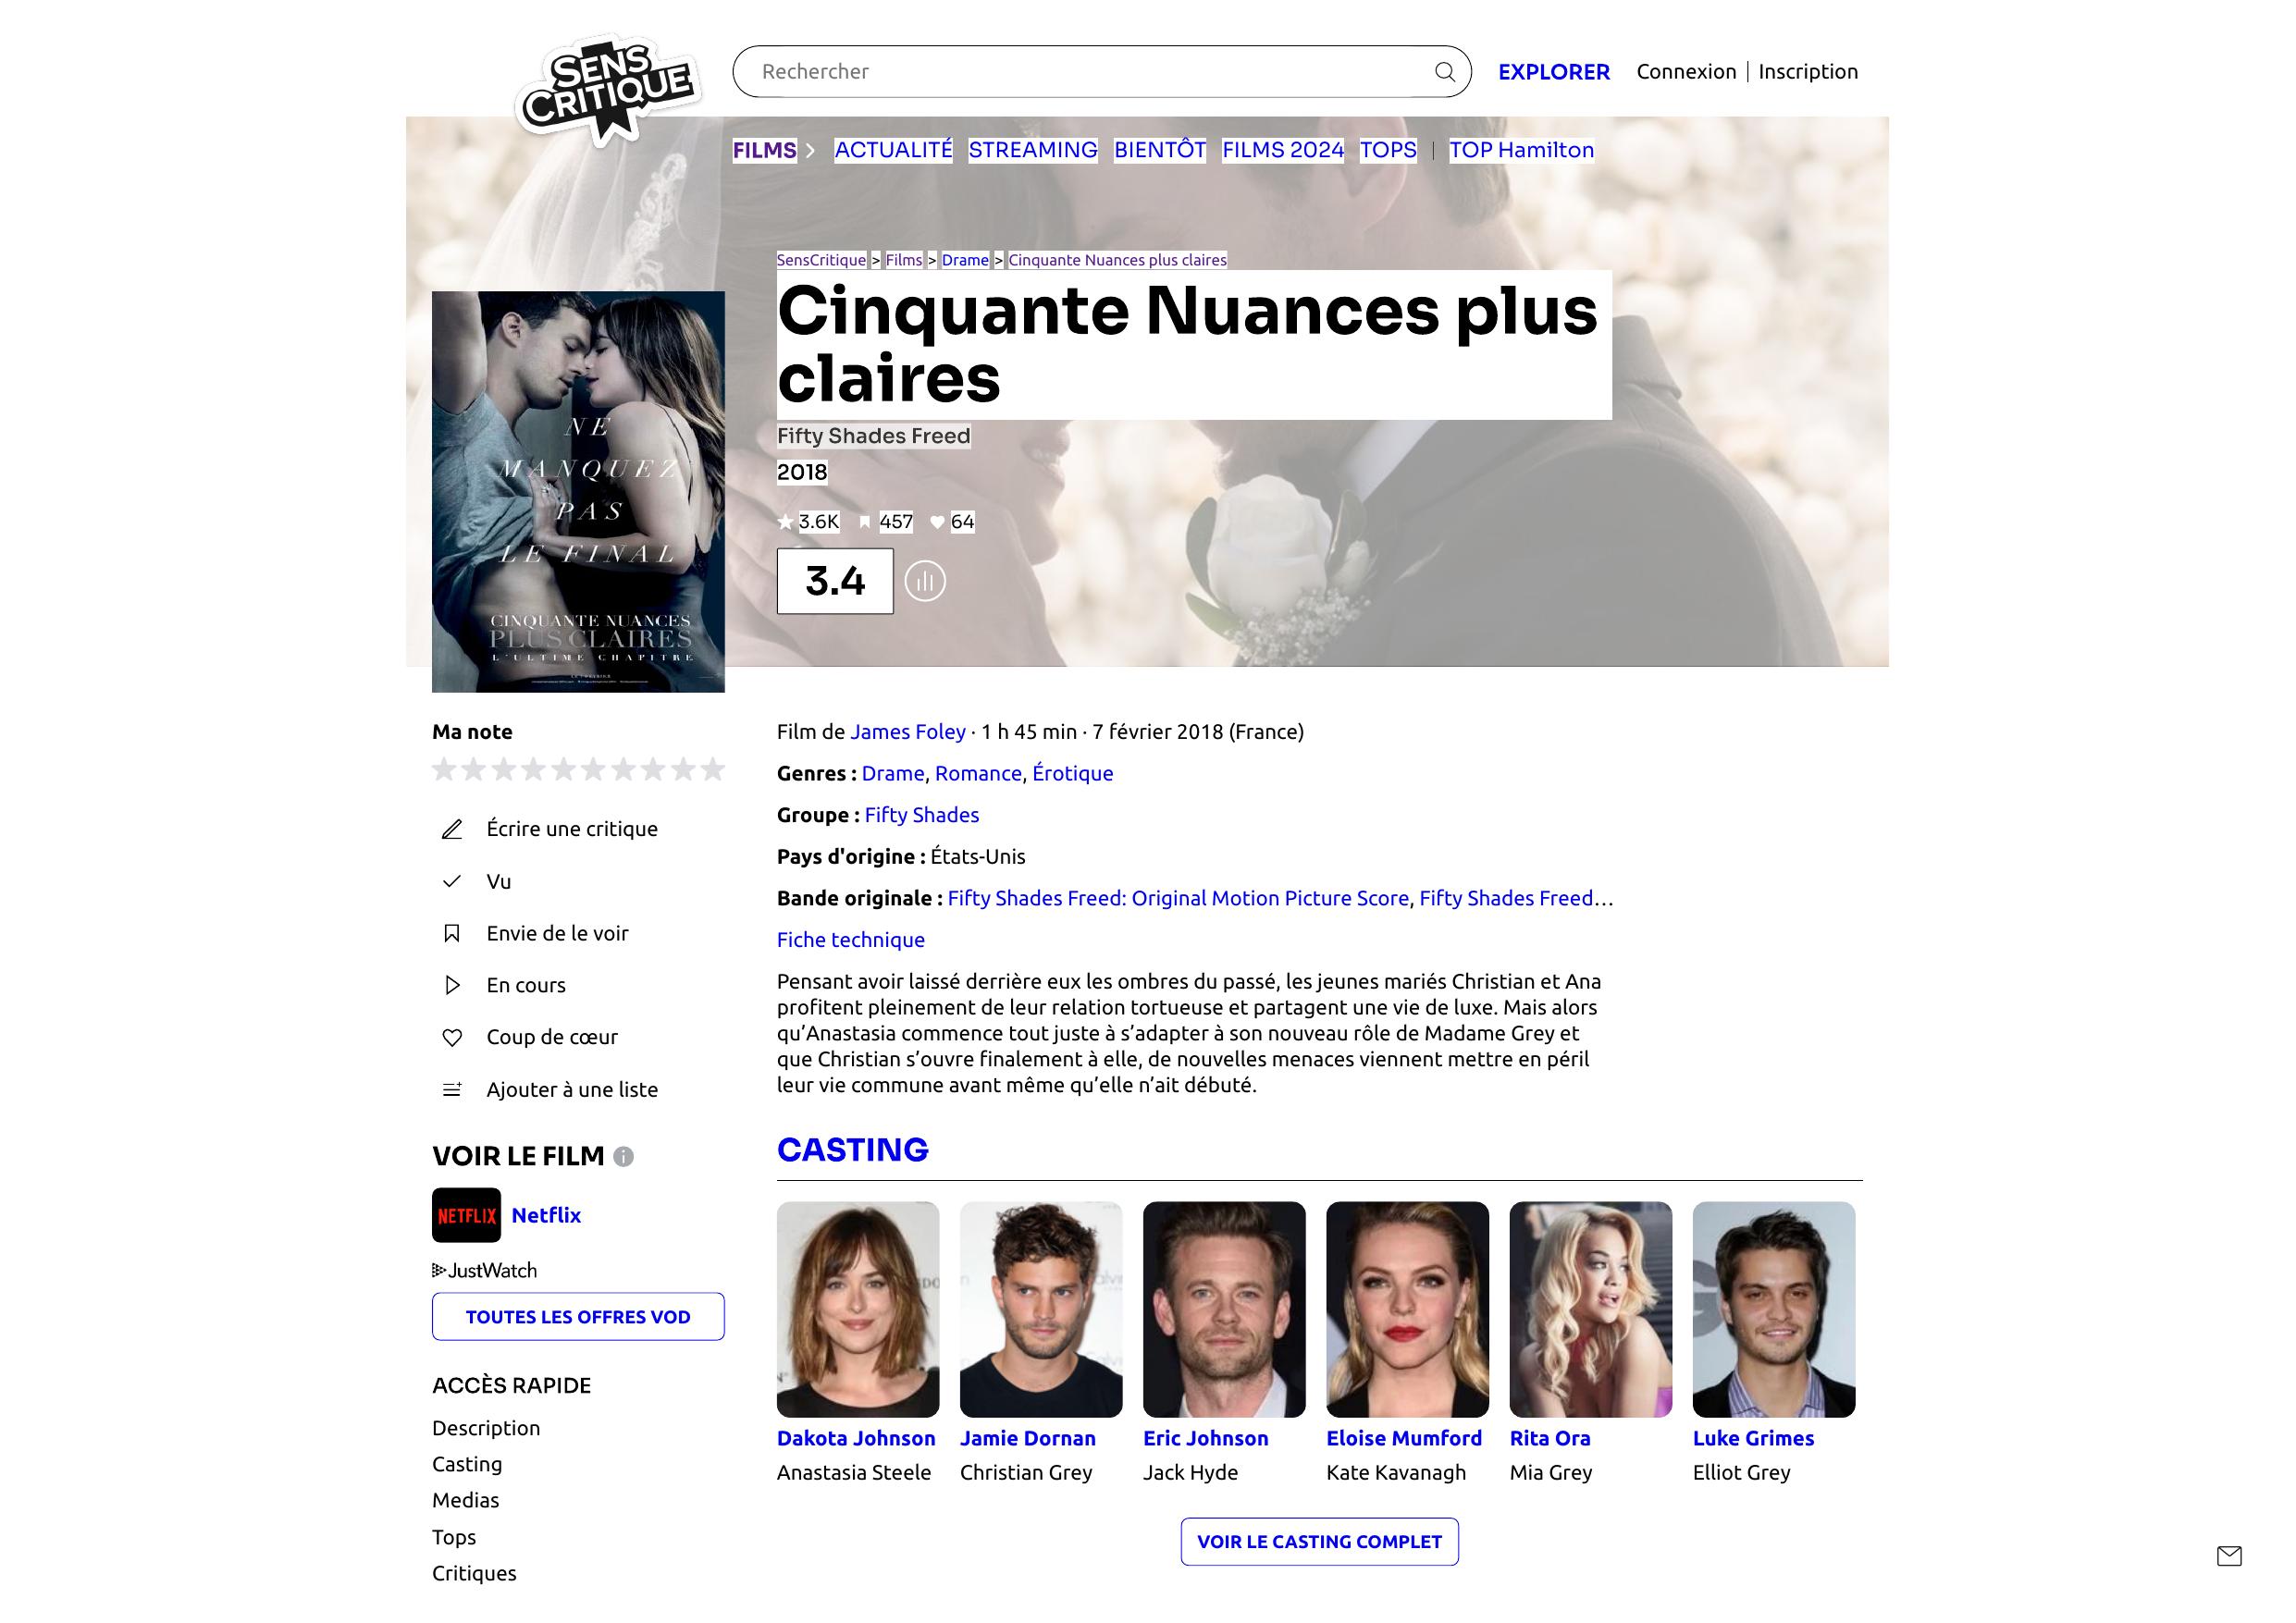 SENS
CRITIQUE
Rechercher
EXPLORER
Connexion
Inscription
FILMS
ACTUALITÉ
STREAMING
BIENTÔT
FILMS 2024
TOPS
TOP Hamilton
SensCritique > Films > Drame > Cinquante Nuances plus claires
Cinquante Nuances plus
claires
Fifty Shades Freed
2018
3.6K
457
64
3.4
NE
MANQUEZ
PAS
LE FINAL
CINQUANTE NUANCES
PLUS CLAIRES
L'ULTIME CHAPITRE
Ma note
Écrire une critique
Vu
Envie de le voir
En cours
Coup de cœur
Ajouter à une liste
VOIR LE FILM
NETFLIX
Netflix
JustWatch
TOUTES LES OFFRES VOD
ACCÈS RAPIDE
Description
Casting
Medias
Tops
Critiques
Film de James Foley · 1 h 45 min · 7 février 2018 (France)
Genres : Drame, Romance, Érotique
Groupe : Fifty Shades
Pays d'origine : États-Unis
Bande originale : Fifty Shades Freed: Original Motion Picture Score, Fifty Shades Freed…
Fiche technique
Pensant avoir laissé derrière eux les ombres du passé, les jeunes mariés Christian et Ana
profitent pleinement de leur relation tortueuse et partagent une vie de luxe. Mais alors
qu’Anastasia commence tout juste à s’adapter à son nouveau rôle de Madame Grey et
que Christian s’ouvre finalement à elle, de nouvelles menaces viennent mettre en péril
leur vie commune avant même qu’elle n’ait débuté.
CASTING
Dakota Johnson
Anastasia Steele
Jamie Dornan
Christian Grey
Eric Johnson
Jack Hyde
Eloise Mumford
Kate Kavanagh
Rita Ora
Mia Grey
Luke Grimes
Elliot Grey
VOIR LE CASTING COMPLET